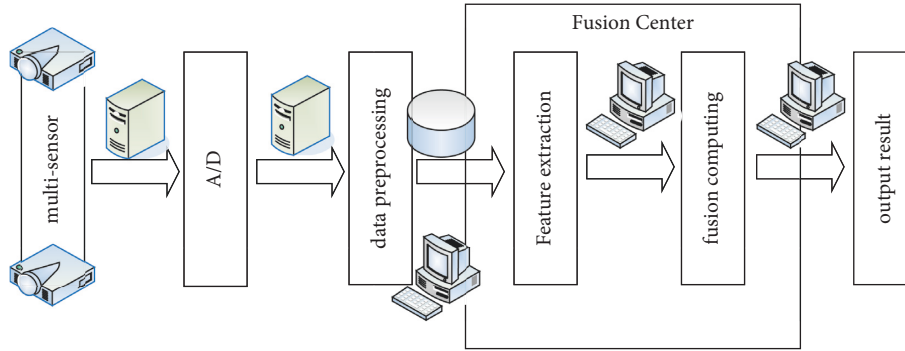 Fusion Center
multi-sensor
A/D
data preprocessing
Feature extraction
fusion computing
output result